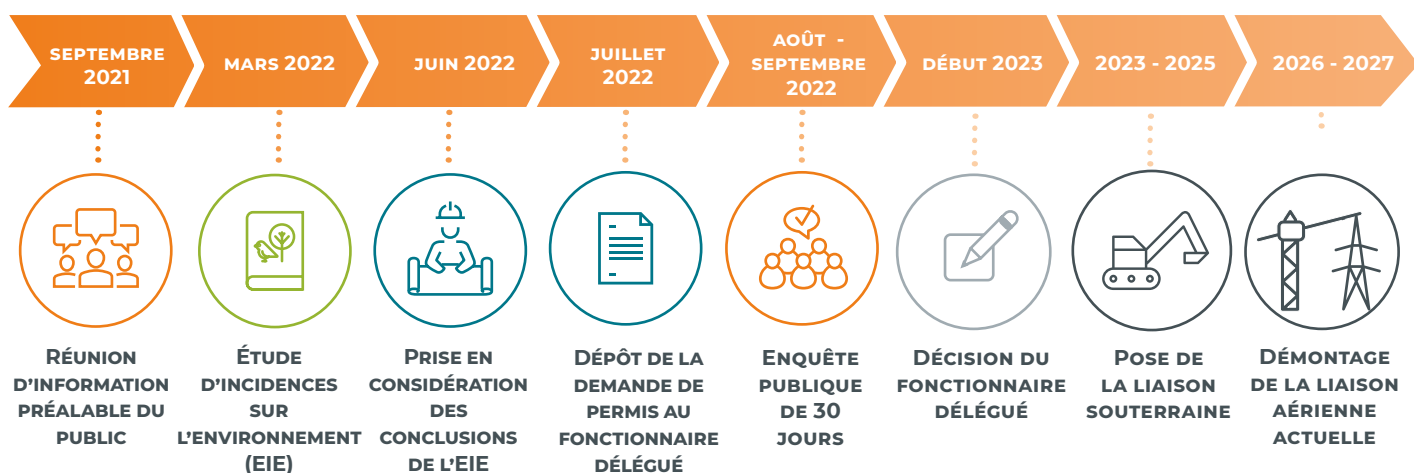 SEPTEMBRE
2021
MARS 2022
JUIN 2022
JUILLET
2022
AOÛT -
SEPTEMBRE
2022
DÉBUT 2023
2023 - 2025
2026 - 2027
RÉUNION
D'INFORMATION
PRÉALABLE DU
PUBLIC
ÉTUDE
D'INCIDENCES
SUR
L'ENVIRONNEMENT
(EIE)
PRISE EN
CONSIDÉRATION
DES
CONCLUSIONS
DE L'EIE
DÉPÔT DE LA
DEMANDE DE
PERMIS AU
FONCTIONNAIRE
DÉLÉGUÉ
ENQUÊTE
PUBLIQUE
DE 30
JOURS
DÉCISION DU
FONCTIONNAIRE
DÉLÉGUÉ
POSE DE
LA LIAISON
SOUTERRAINE
DÉMONTAGE
DE LA LIAISON
AÉRIENNE
ACTUELLE